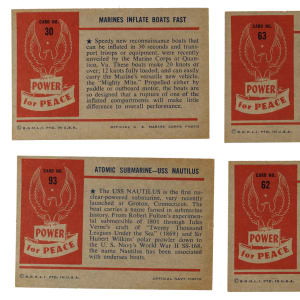 CARD NO.
30
POWER
for PEACE
© B.G.H.L.I. PTD. IN U.S.A.
MARINES INFLATE BOATS FAST
★ Speedy new reconnaissance boats that
can be inflated in 30 seconds and trans-
port troops or equipment, were recently
unveiled by the Marine Corps at Quan-
tico, Va. These boats make 20 knots or
over; 12 knots fully loaded, and can easily
carry the Marine's versatile new vehicle,
the "Mighty Mite." Propelled either by
paddle or outboard motor, the boats are
so designed that a rupture of one of the
inflated compartments will make little
difference to overall performance.
OFFICIAL U. S. MARINE CORPS PHOTO
CARD NO.
63
POWER
for PEACE
CARD NO.
93
POWER
for PEACE
ATOMIC SUBMARINE—USS NAUTILUS
★ The USS NAUTILUS is the first nu-
clear-powered submarine, very recently
launched at Groton, Connecticut. The
boat carries a name famed in submarine
history. From Robert Fulton's experimen-
tal submersible of 1801 through Jules
Verne's craft of "Twenty Thousand
Leagues Under the Sea" (1869) and Sir
Hubert Wilkins' polar prowler down to
the U. S. Navy's World War II SS-168,
the name Nautilus has been associated
with undersea boats.
OFFICIAL NAVY PHOTO
CARD NO.
62
POWER
for PEACE